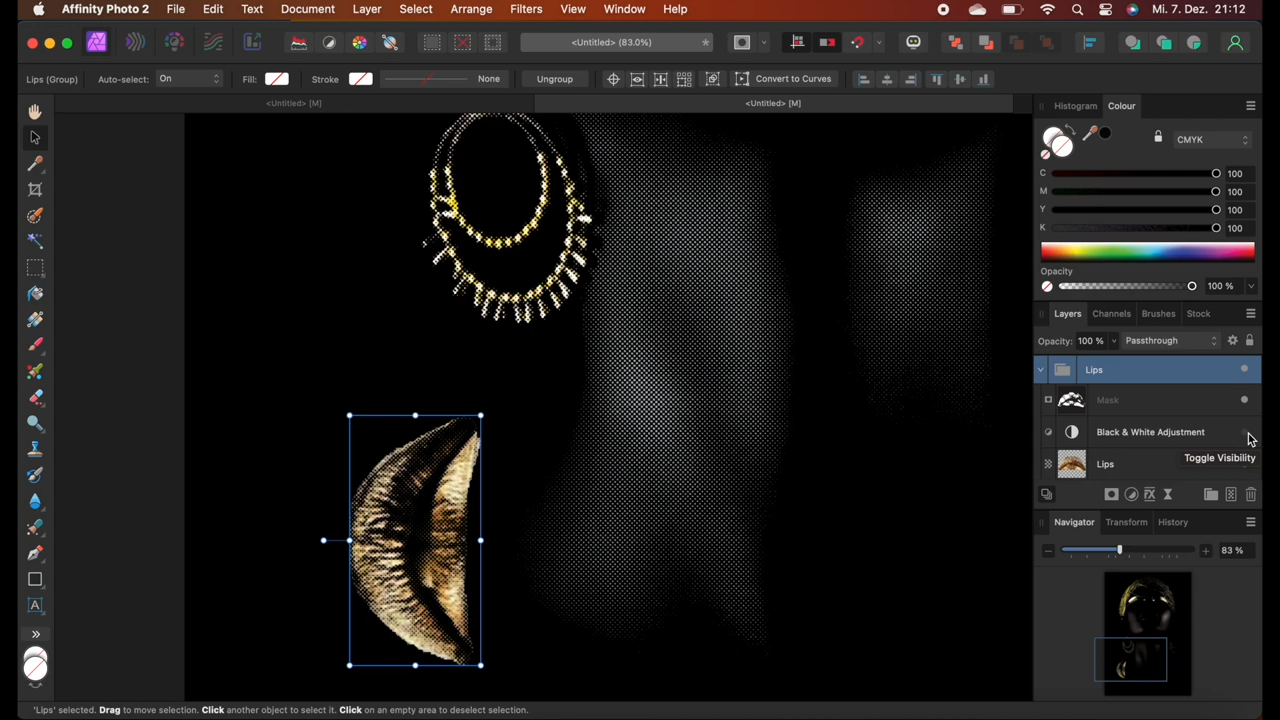 Affinity Photo 2 File Edit Text Document Layer Select Arrange Filters View Window Help Mi. 7. Dez. 21:12
<Untitled> (83.0%) *
Lips (Group) Auto-select: On Fill: Stroke None Ungroup Convert to Curves
<Untitled> [M] <Untitled> [M]
Histogram Colour
CMYK
C 100
M 100
Y 100
K 100
Opacity
100 %
Layers Channels Brushes Stock
Opacity: 100 % Passthrough
Lips
Mask
Black & White Adjustment
Toggle Visibility
Lips
Navigator Transform History
83 %
A
'Lips' selected. Drag to move selection. Click another object to select it. Click on an empty area to deselect selection.